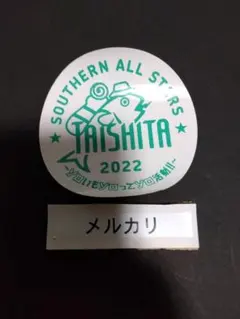 ★ SOUTHERN ALL STARS ★
TAISHITA
2022
メルカリ